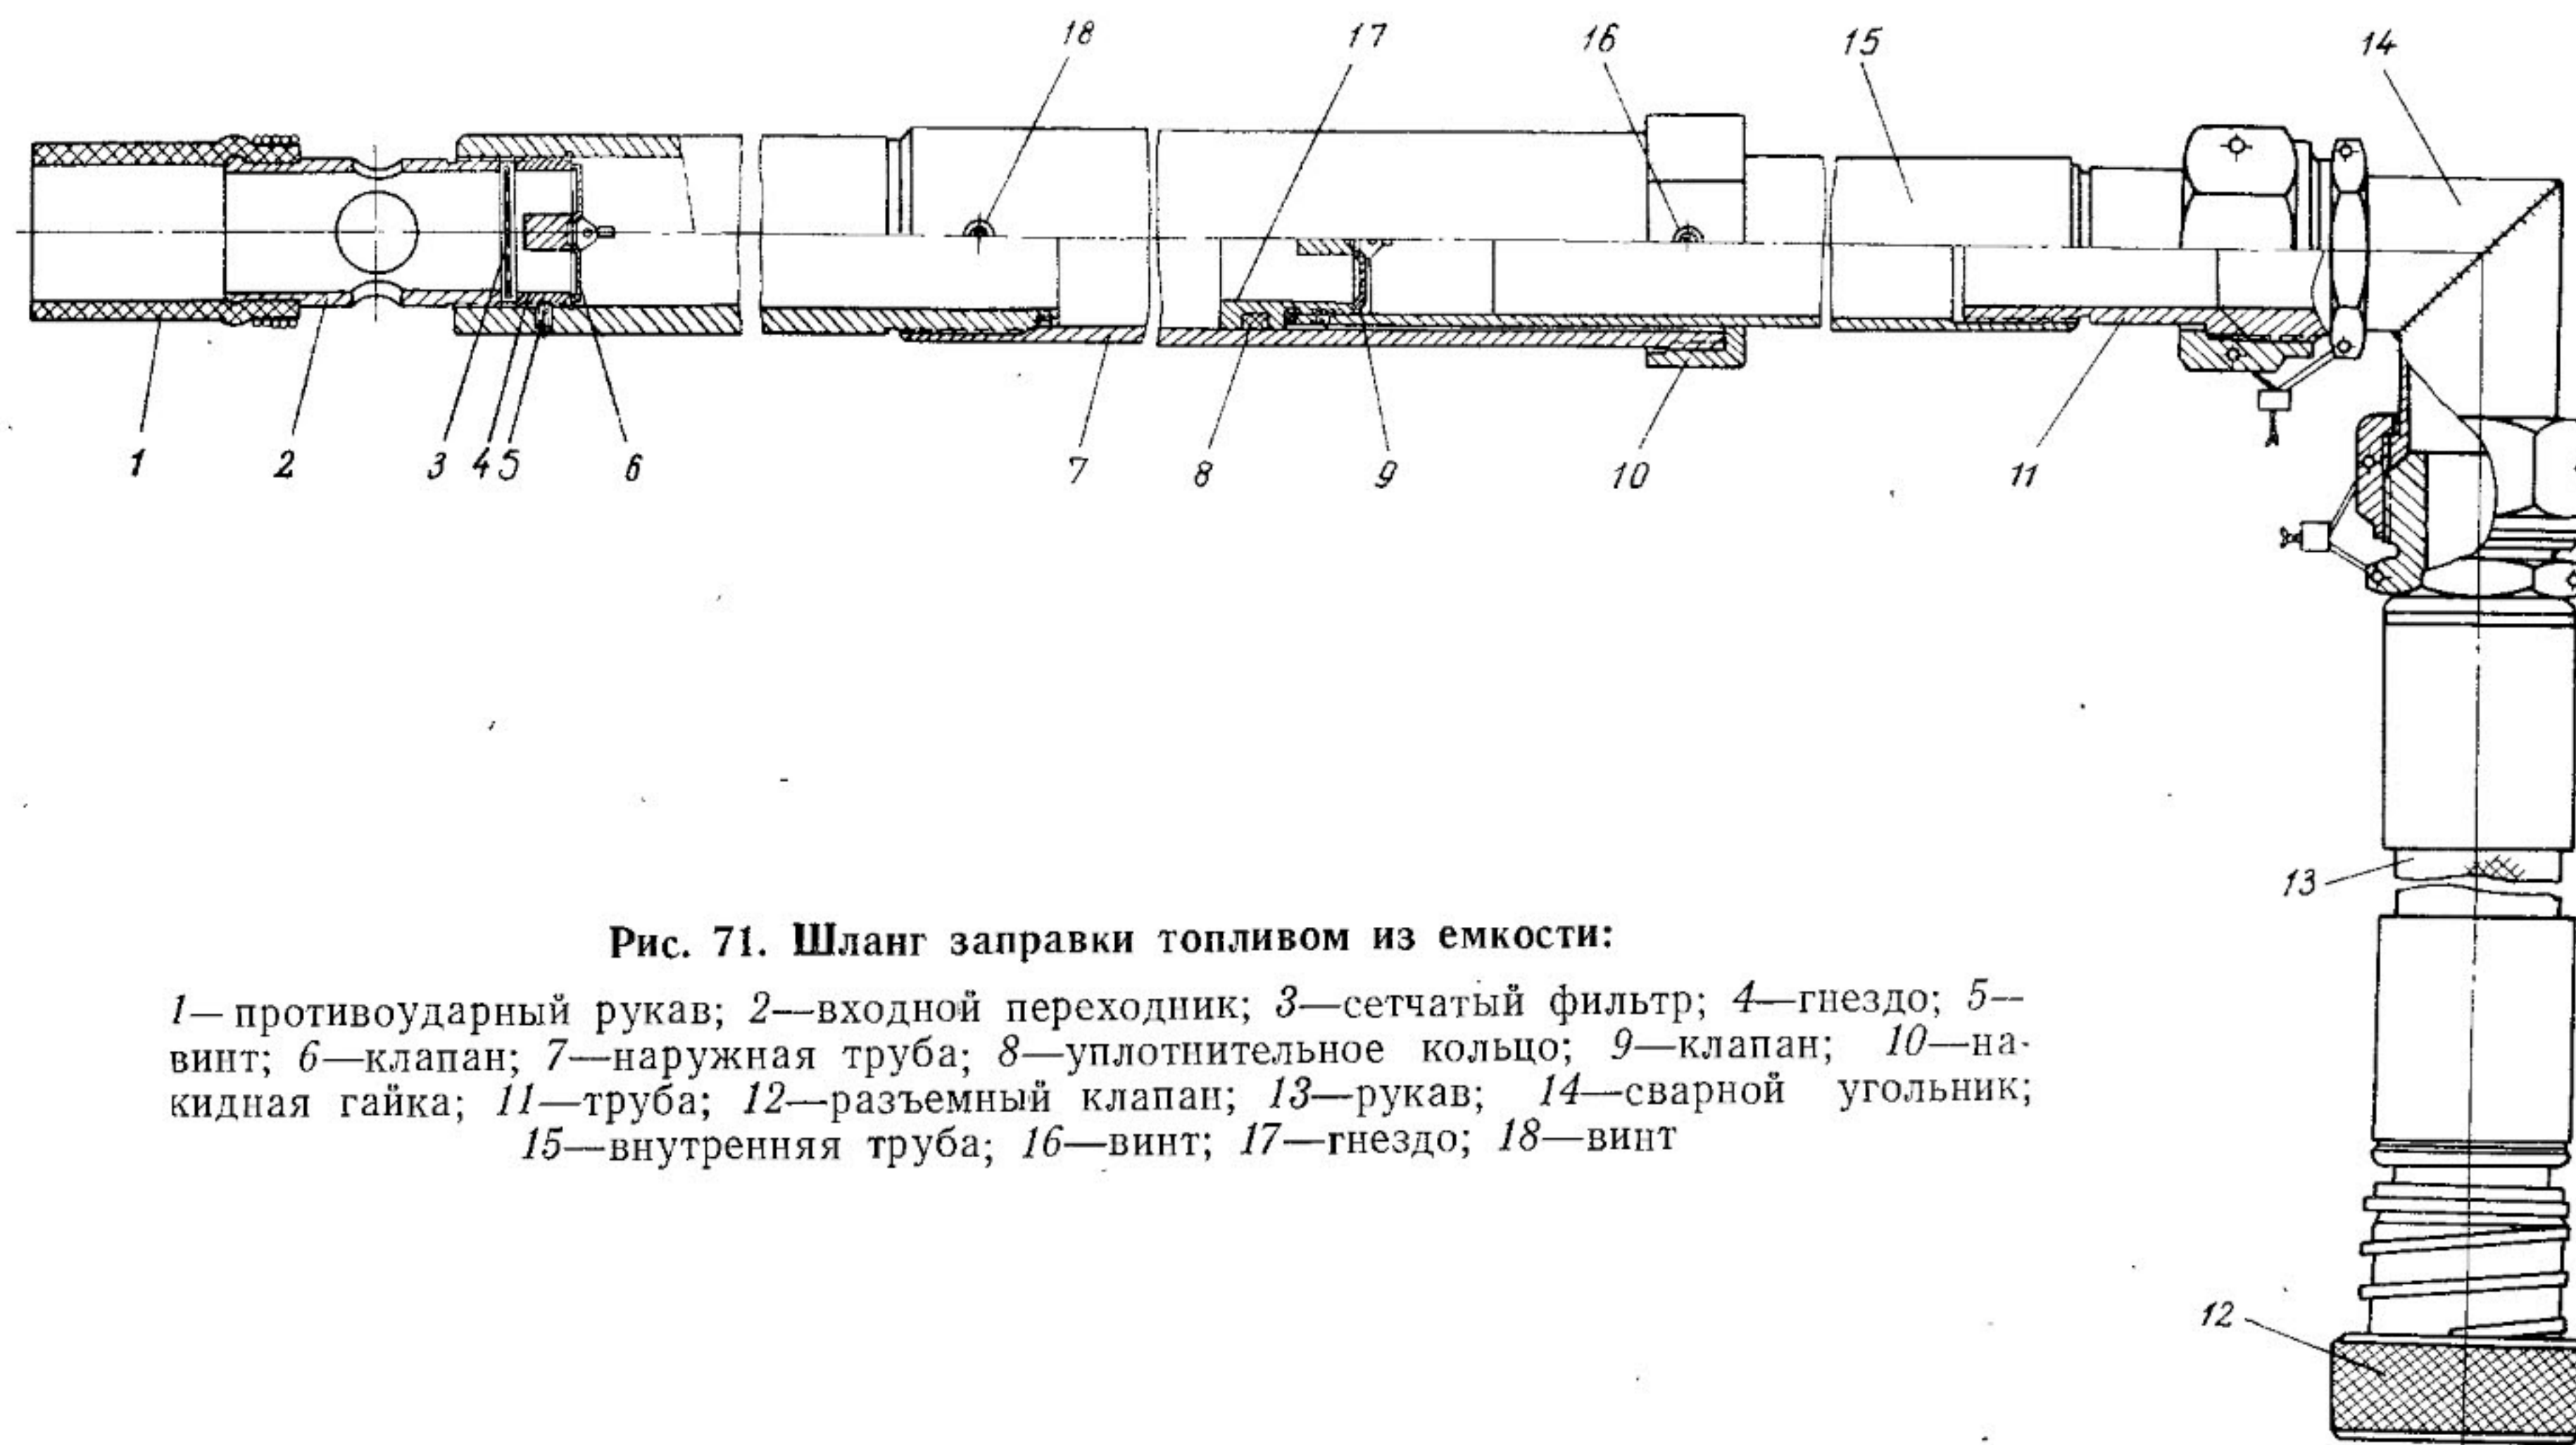 18 17 16 15 14
1 2 3 4 5 6 7 8 9 10 11
13
Рис. 71. Шланг заправки топливом из емкости:
1—противоударный рукав; 2—входной переходник; 3—сетчатый фильтр; 4—гнездо; 5—
винт; 6—клапан; 7—наружная труба; 8—уплотнительное кольцо; 9—клапан; 10—на-
кидная гайка; 11—труба; 12—разъемный клапан; 13—рукав; 14—сварной угольник;
15—внутренняя труба; 16—винт; 17—гнездо; 18—винт
12